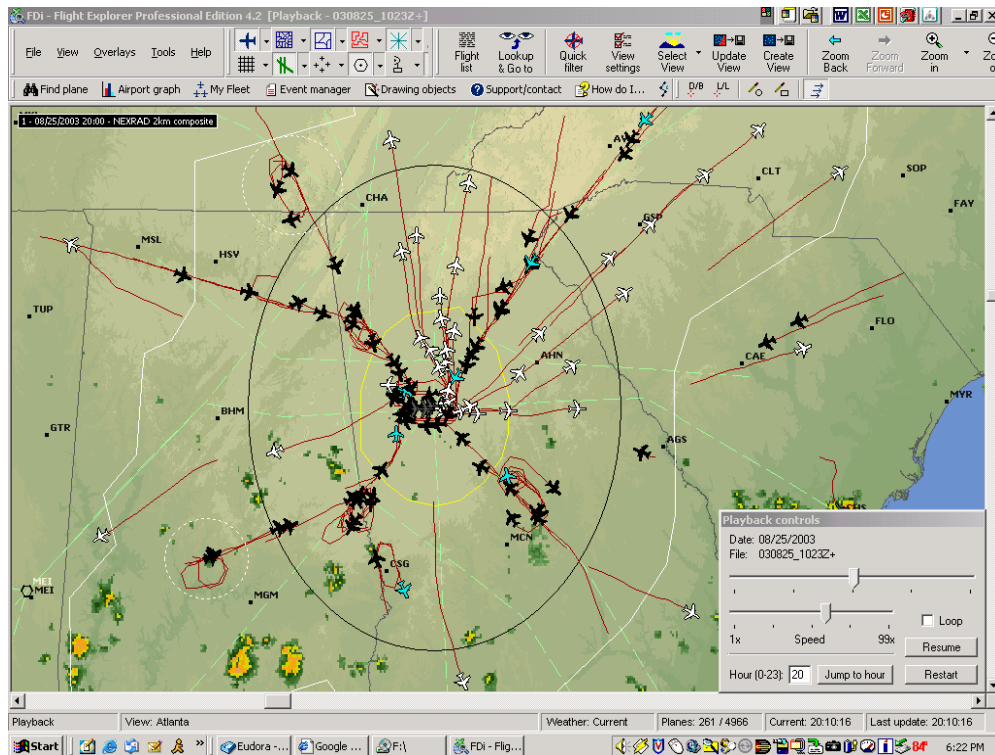 FDi - Flight Explorer Professional Edition 4.2 [Playback - 030825_1023Z+]
File View Overlays Tools Help
Flight list
Lookup & Go to
Quick filter
View settings
Select View
Update View
Create View
Zoom Back
Zoom Forward
Zoom in
Zo
o
Find plane Airport graph My Fleet Event manager Drawing objects Support/contact How do I... D/B U/L
1 - 08/25/2003 20:00 - NEXRAD 2km composite
CHA
CLT
SOP
FAY
GSP
MSL
HSV
TUP
FLO
CAE
AHN
MYR
BHM
GTR
AGS
MCN
CSG
MEI
MEI
MGM
Playback controls
Date: 08/25/2003
File: 030825_1023Z+
Loop
1x Speed 99x
Resume
Hour (0-23): 20 Jump to hour Restart
Playback View: Atlanta Weather: Current Planes: 261 / 4966 Current: 20:10:16 Last update: 20:10:16
Start » Eudora -... Google ... F:\ FDi - Flig... 84° 6:22 PM